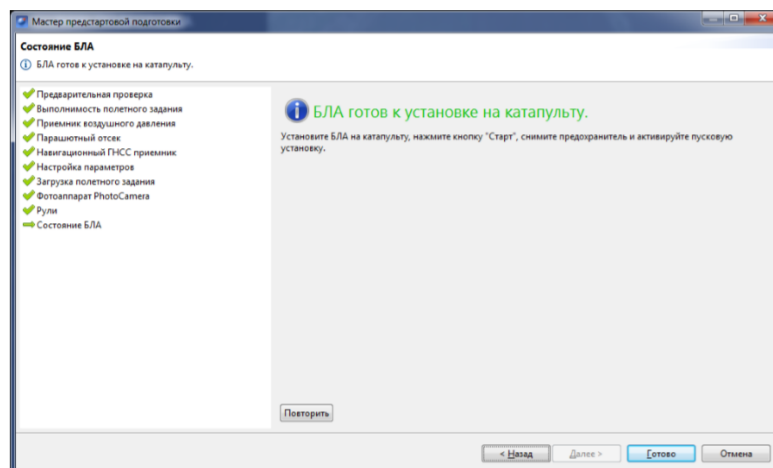 Мастер предстартовой подготовки
Состояние БЛА
БЛА готов к установке на катапульту.
Предварительная проверка
Выполнимость полетного задания
Приемник воздушного давления
Парашютный отсек
Навигационный ГНСС приемник
Настройка параметров
Загрузка полетного задания
Фотоаппарат PhotoCamera
Рули
Состояние БЛА
БЛА готов к установке на катапульту.
Установите БЛА на катапульту, нажмите кнопку "Старт", снимите предохранитель и активируйте пусковую
установку.
Повторить
< Назад
Далее >
Готово
Отмена